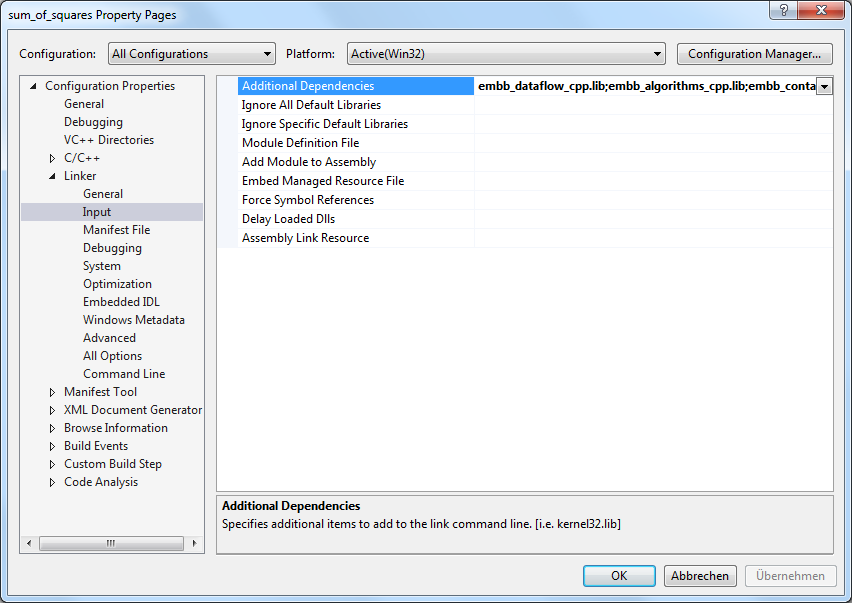 sum_of_squares Property Pages
Configuration: All Configurations Platform: Active(Win32) Configuration Manager...
Configuration Properties
General
Debugging
VC++ Directories
C/C++
Linker
General
Input
Manifest File
Debugging
System
Optimization
Embedded IDL
Windows Metadata
Advanced
All Options
Command Line
Manifest Tool
XML Document Generator
Browse Information
Build Events
Custom Build Step
Code Analysis
Additional Dependencies embb_dataflow_cpp.lib;embb_algorithms_cpp.lib;embb_conta
Ignore All Default Libraries
Ignore Specific Default Libraries
Module Definition File
Add Module to Assembly
Embed Managed Resource File
Force Symbol References
Delay Loaded Dlls
Assembly Link Resource
Additional Dependencies
Specifies additional items to add to the link command line. [i.e. kernel32.lib]
OK Abbrechen Übernehmen